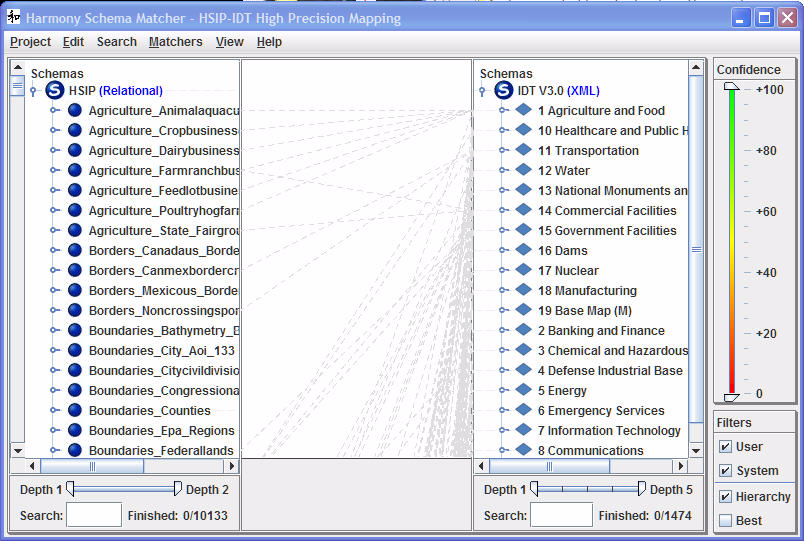 Harmony Schema Matcher - HSIP-IDT High Precision Mapping
Project Edit Search Matchers View Help
Schemas
HSIP (Relational)
Agriculture_Animalaquacu
Agriculture_Cropbusiness
Agriculture_Dairybusiness
Agriculture_Farmranchbus
Agriculture_Feedlotbusine
Agriculture_Poultryhogfarr
Agriculture_State_Fairgrou
Borders_Canadaus_Borde
Borders_Canmexbordercr
Borders_Mexicous_Borde
Borders_Noncrossingspor
Boundaries_Bathymetry_B
Boundaries_City_Aoi_133
Boundaries_Citycivildivisio
Boundaries_Congressiona
Boundaries_Counties
Boundaries_Epa_Regions
Boundaries_Federallands
Depth 1
Depth 2
Search:
Finished: 0/10133
Schemas
IDT V3.0 (XML)
1 Agriculture and Food
10 Healthcare and Public H
11 Transportation
12 Water
13 National Monuments an
14 Commercial Facilities
15 Government Facilities
16 Dams
17 Nuclear
18 Manufacturing
19 Base Map (M)
2 Banking and Finance
3 Chemical and Hazardous
4 Defense Industrial Base
5 Energy
6 Emergency Services
7 Information Technology
8 Communications
Depth 1
Depth 5
Search:
Finished: 0/1474
Confidence
+100
+80
+60
+40
+20
0
Filters
User
System
Hierarchy
Best